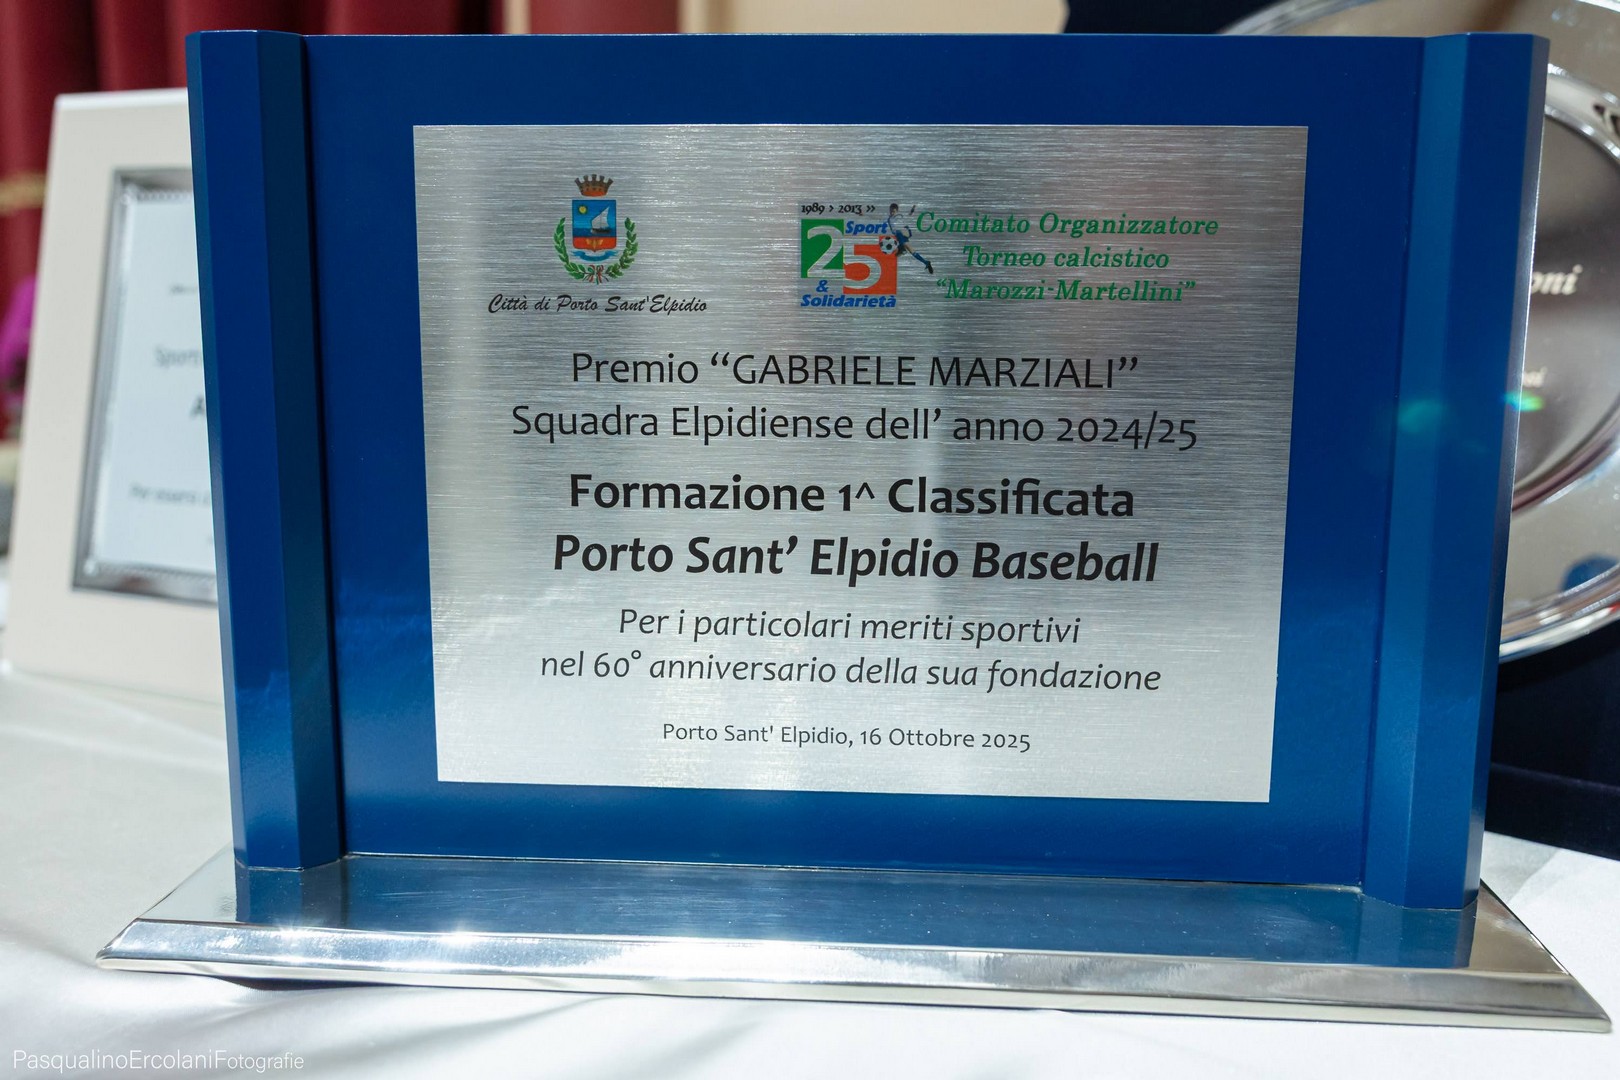 1989 > 2013 >>
Sport
25
&
Solidarietà
Comitato Organizzatore
Torneo calcistico
"Marozzi-Martellini"
Città di Porto Sant'Elpidio
Premio “GABRIELE MARZIALI”
Squadra Elpidiense dell’ anno 2024/25
Formazione 1^ Classificata
Porto Sant’ Elpidio Baseball
Per i particolari meriti sportivi
nel 60° anniversario della sua fondazione
Porto Sant' Elpidio, 16 Ottobre 2025
PasqualinoErcolaniFotografie